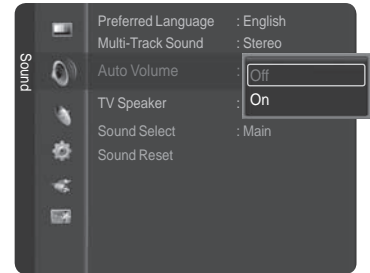 Sound
Preferred Language : English
Multi-Track Sound : Stereo
Auto Volume : Off
On
TV Speaker :
Sound Select : Main
Sound Reset